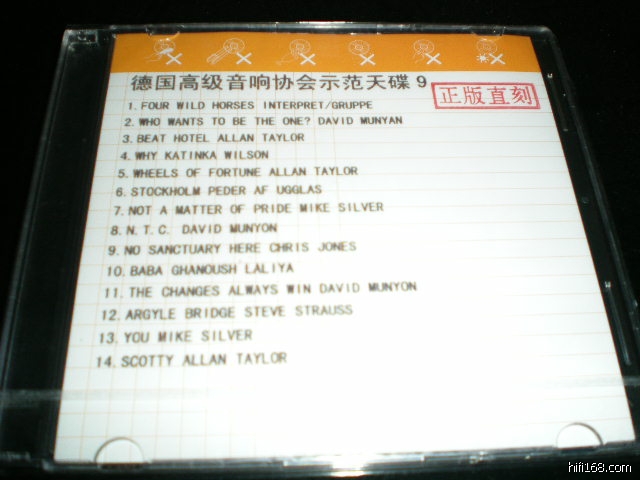 德国高级音响协会示范天碟 9
正版直刻
1. FOUR WILD HORSES INTERPRET/GRUPPE
2. WHO WANTS TO BE THE ONE? DAVID MUNYAN
3. BEAT HOTEL ALLAN TAYLOR
4. WHY KATINKA WILSON
5. WHEELS OF FORTUNE ALLAN TAYLOR
6. STOCKHOLM PEDER AF UGGLAS
7. NOT A MATTER OF PRIDE MIKE SILVER
8. N.T.C. DAVID MUNYON
9. NO SANCTUARY HERE CHRIS JONES
10. BABA GHANOUSH LALIYA
11. THE CHANGES ALWAYS WIN DAVID MUNYON
12. ARGYLE BRIDGE STEVE STRAUSS
13. YOU MIKE SILVER
14. SCOTTY ALLAN TAYLOR
hifi168.com